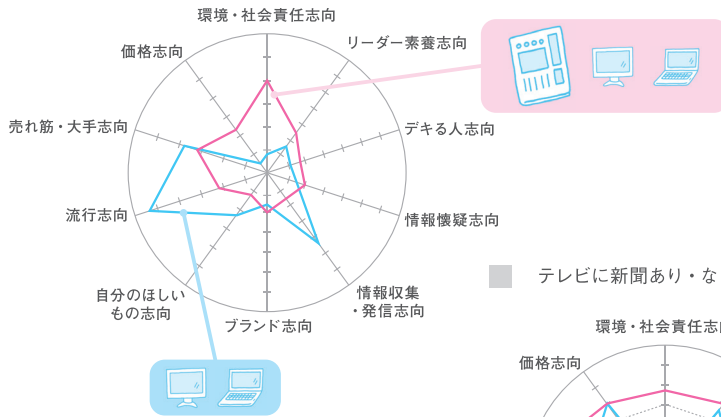 環境・社会責任志向
価格志向
リーダー素養志向
売れ筋・大手志向
デキる人志向
流行志向
情報懐疑志向
自分のほしい
もの志向
ブランド志向
情報収集
・発信志向
テレビに新聞あり・な
環境・社会責任志向
価格志向